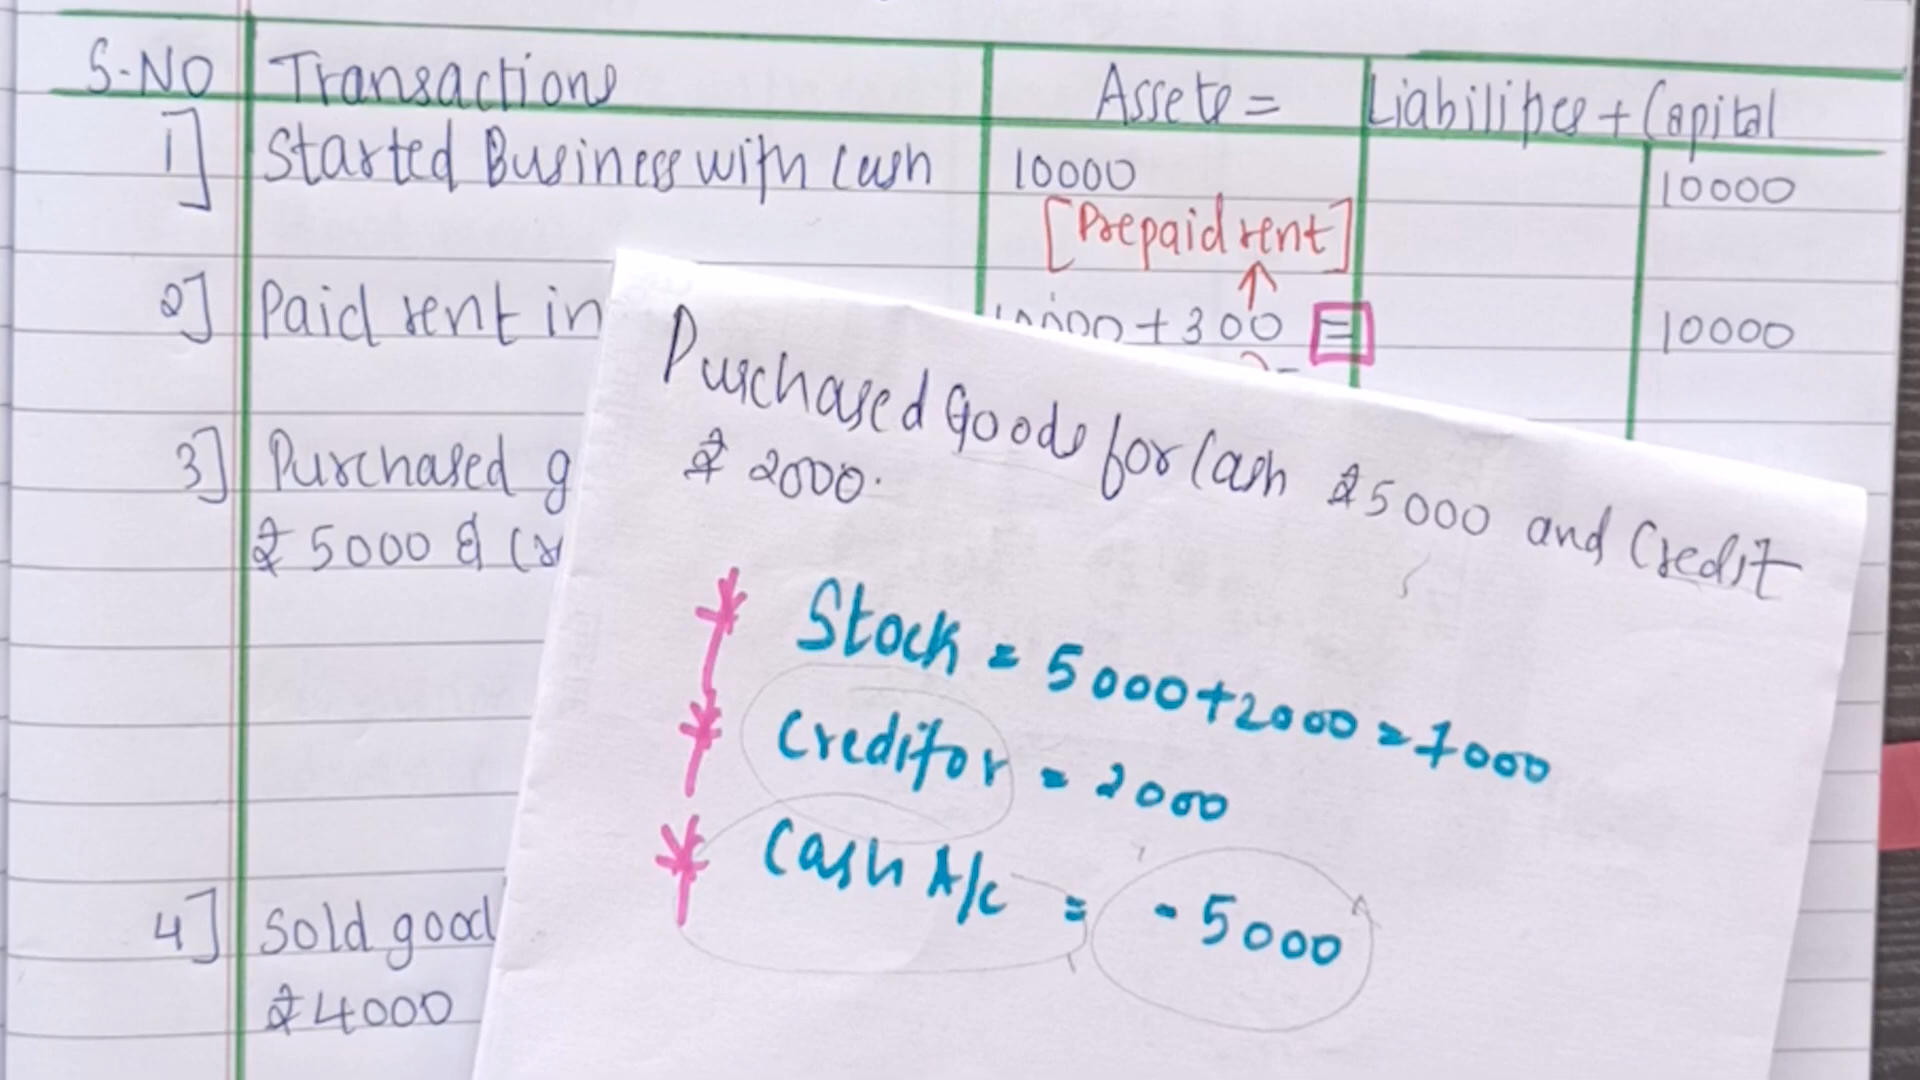 S.NO Transactions Assets = Liabilities + Capital
1] Started Business with cash 10000 10000
[Prepaid rent]
2] Paid rent in +300 = 10000
3] Purchased g
₹ 5000 &
4] Sold good
₹4000
Purchased Goods for Cash ₹5000 and Credit
₹ 2000.
Stock = 5000+2000=7000
Creditor = 2000
Cash A/c = -5000